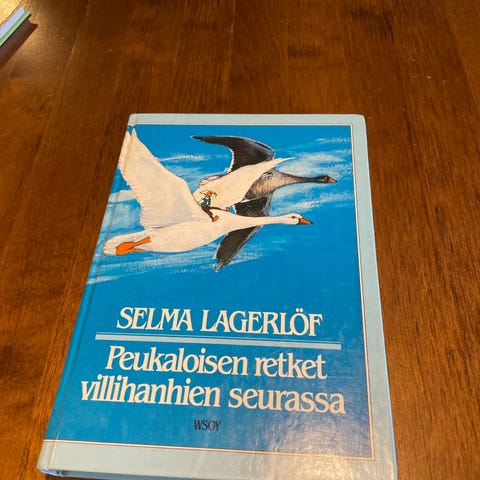 SELMA LAGERLÖF
Peukaloisen retket
villihanhien seurassa
WSOY